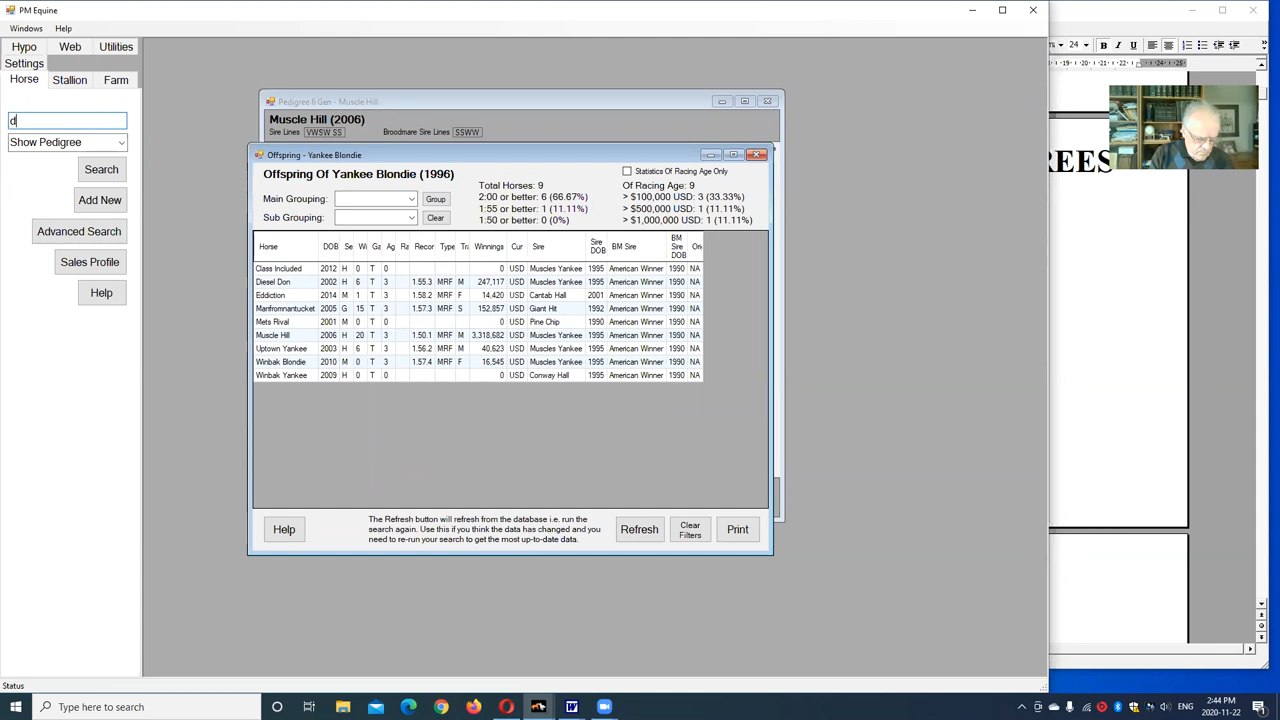 PM Equine
Windows Help
Hypo Web Utilities
Settings
Horse Stallion Farm
d
Show Pedigree
Search
Add New
Advanced Search
Sales Profile
Help
Pedigree 6 Gen - Muscle Hill
Muscle Hill (2006)
Sire Lines VWSW SS Broodmare Sire Lines SSWW
Offspring - Yankee Blondie
Offspring Of Yankee Blondie (1996)
Statistics Of Racing Age Only
Main Grouping: Group
Sub Grouping: Clear
Total Horses: 9
2:00 or better: 6 (66.67%)
1:55 or better: 1 (11.11%)
1:50 or better: 0 (0%)
Of Racing Age: 9
> $100,000 USD: 3 (33.33%)
> $500,000 USD: 1 (11.11%)
> $1,000,000 USD: 1 (11.11%)
Horse DOB Se Wi Ga Ag Ra Recor Type Tra Winnings Cur Sire Sire DOB BM Sire BM Sire DOB Ori
Class Included 2012 H 0 T 0 0 USD Muscles Yankee 1995 American Winner 1990 NA
Diesel Don 2002 H 6 T 3 1.55.3 MRF M 247,117 USD Muscles Yankee 1995 American Winner 1990 NA
Eddiction 2014 M 1 T 3 1.58.2 MRF F 14,420 USD Cantab Hall 2001 American Winner 1990 NA
Manfromnantucket 2005 G 15 T 3 1.57.3 MRF S 152,857 USD Giant Hit 1992 American Winner 1990 NA
Mets Rival 2001 M 0 T 0 0 USD Pine Chip 1990 American Winner 1990 NA
Muscle Hill 2006 H 20 T 3 1.50.1 MRF M 3,318,682 USD Muscles Yankee 1995 American Winner 1990 NA
Uptown Yankee 2003 H 6 T 3 1.56.2 MRF M 40,623 USD Muscles Yankee 1995 American Winner 1990 NA
Winbak Blondie 2010 M 0 T 3 1.57.4 MRF F 16,545 USD Muscles Yankee 1995 American Winner 1990 NA
Winbak Yankee 2009 H 0 T 0 0 USD Conway Hall 1995 American Winner 1990 NA
Help
The Refresh button will refresh from the database i.e. run the
search again. Use this if you think the data has changed and you
need to re-run your search to get the most up-to-date data.
Refresh Clear Filters Print
24 B I U
20 21 22 23 24 25
REES
Status
Type here to search
ENG
2:44 PM
2020-11-22